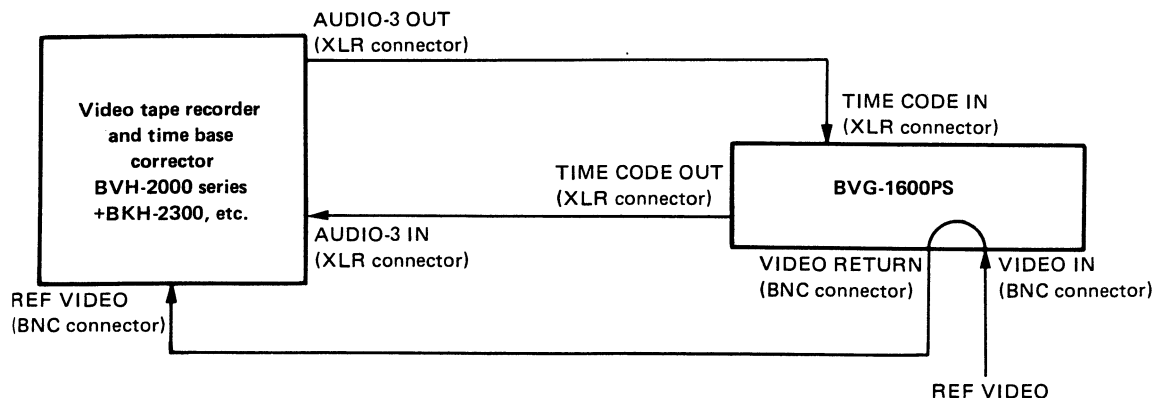 AUDIO-3 OUT
(XLR connector)
Video tape recorder
and time base
corrector
BVH-2000 series
+BKH-2300, etc.
TIME CODE IN
(XLR connector)
TIME CODE OUT
(XLR connector)
BVG-1600PS
AUDIO-3 IN
(XLR connector)
VIDEO RETURN
(BNC connector)
VIDEO IN
(BNC connector)
REF VIDEO
(BNC connector)
REF VIDEO